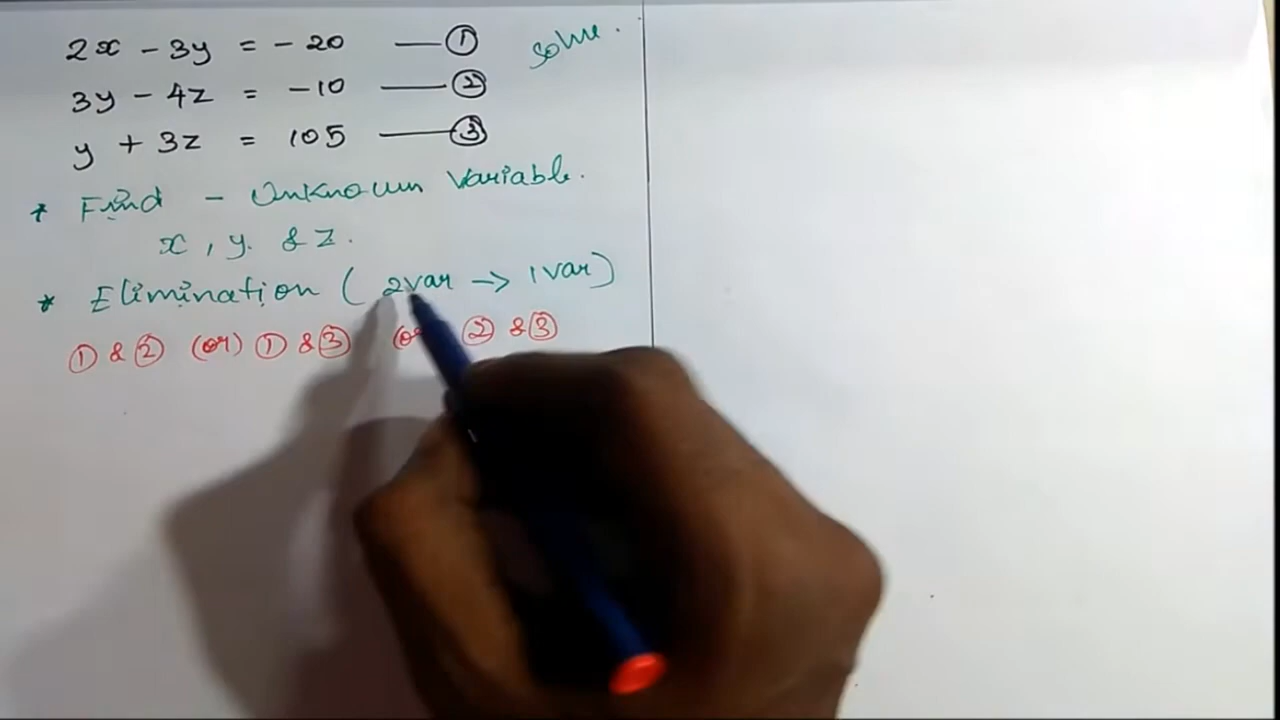 2x - 3y = - 20 — ① Solve.
3y - 4z = -10 — ②
y + 3z = 105 — ③
* Find - Unknown Variable.
x, y. & z.
* Elimination ( 2var -> 1var)
① & ② (or) ① & ③ ② & ③